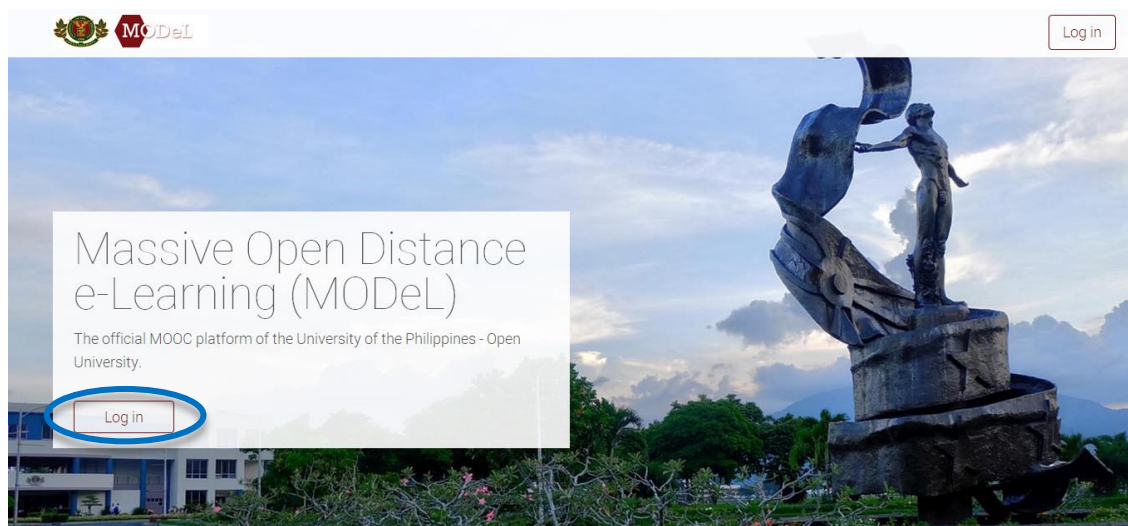 MODeL
Log in
Massive Open Distance
e-Learning (MODeL)
The official MOOC platform of the University of the Philippines - Open
University.
Log in